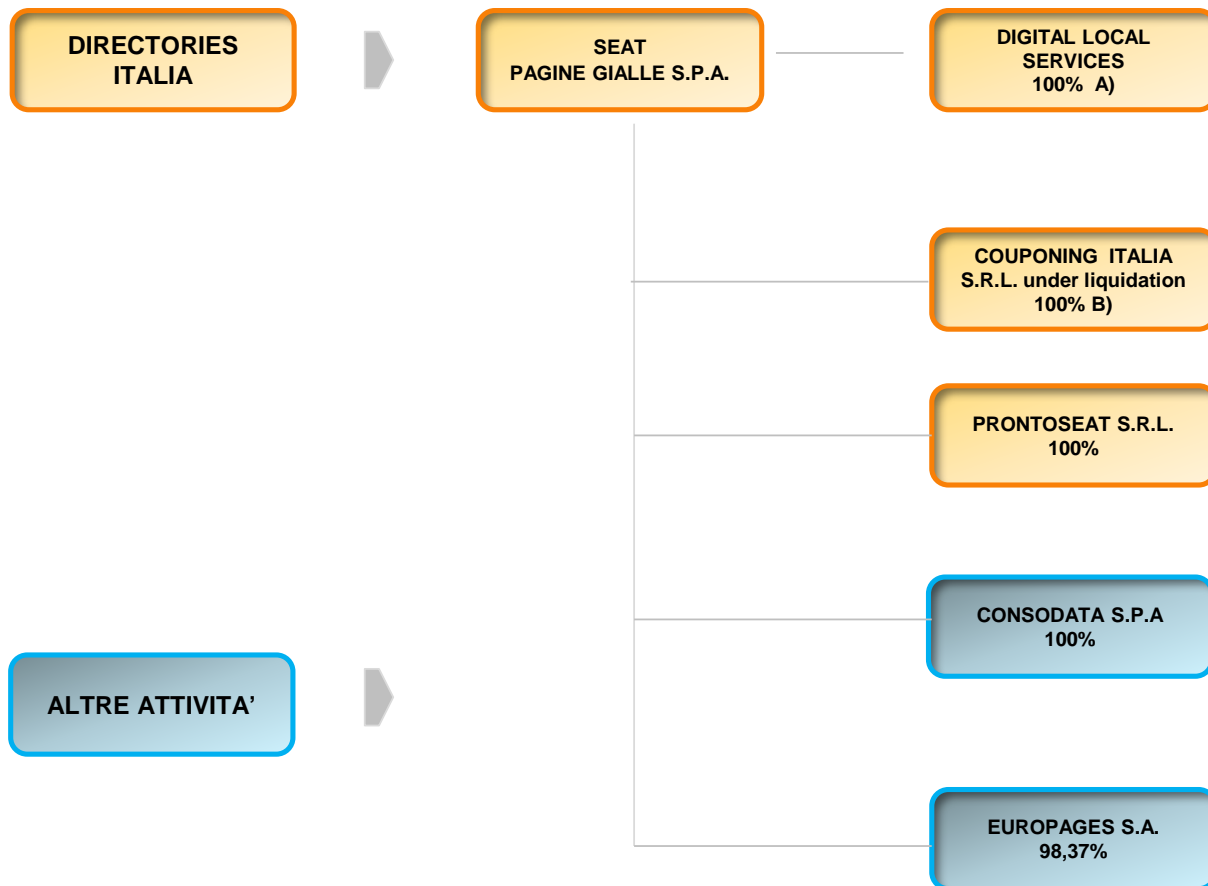 DIRECTORIES
ITALIA
SEAT
PAGINE GIALLE S.P.A.
DIGITAL LOCAL
SERVICES
100% A)
COUPONING ITALIA
S.R.L. under liquidation
100% B)
PRONTOSEAT S.R.L.
100%
CONSODATA S.P.A
100%
ALTRE ATTIVITA’
EUROPAGES S.A.
98,37%